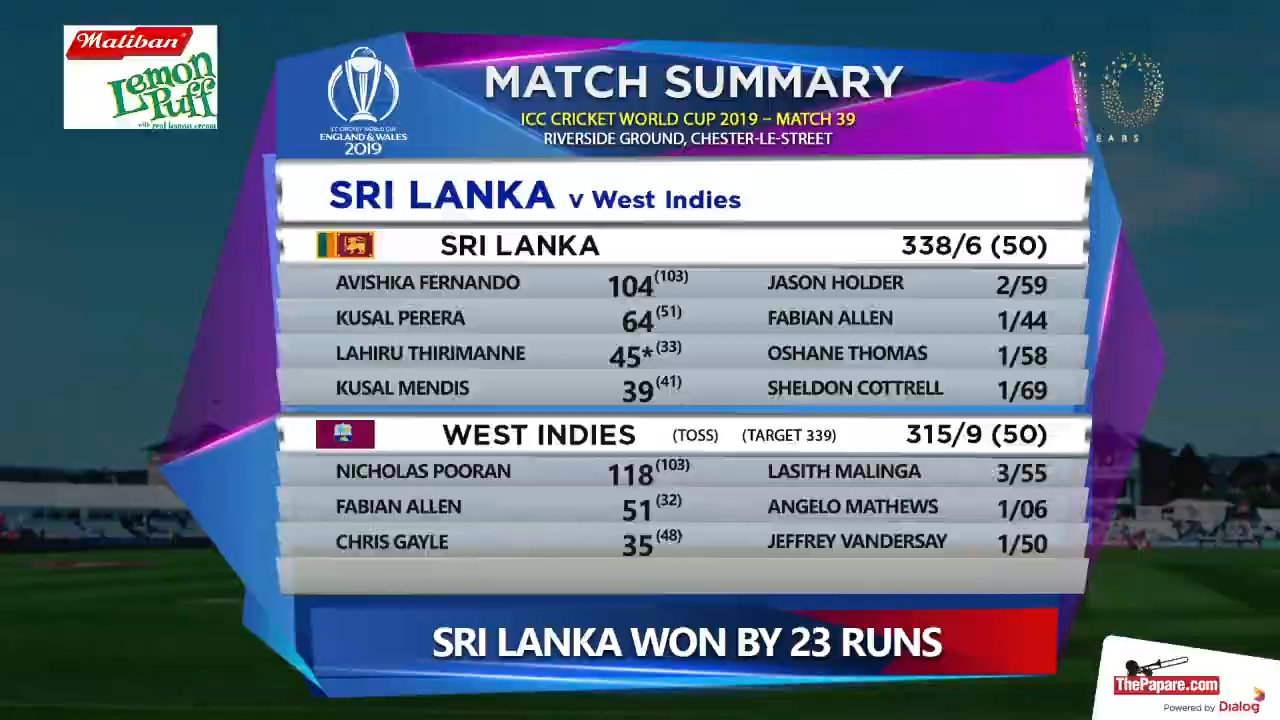 Maliban
Lemon
Puff
with real lemon cream
ICC CRICKET WORLD CUP
ENGLAND & WALES
2019
MATCH SUMMARY
ICC CRICKET WORLD CUP 2019 – MATCH 39
RIVERSIDE GROUND, CHESTER-LE-STREET
10
YEARS
SRI LANKA v West Indies
SRI LANKA 338/6 (50)
AVISHKA FERNANDO 104 (103) JASON HOLDER 2/59
KUSAL PERERA 64 (51) FABIAN ALLEN 1/44
LAHIRU THIRIMANNE 45* (33) OSHANE THOMAS 1/58
KUSAL MENDIS 39 (41) SHELDON COTTRELL 1/69
WEST INDIES (TOSS) (TARGET 339) 315/9 (50)
NICHOLAS POORAN 118 (103) LASITH MALINGA 3/55
FABIAN ALLEN 51 (32) ANGELO MATHEWS 1/06
CHRIS GAYLE 35 (48) JEFFREY VANDERSAY 1/50
SRI LANKA WON BY 23 RUNS
ThePapare.com
Powered by Dialog